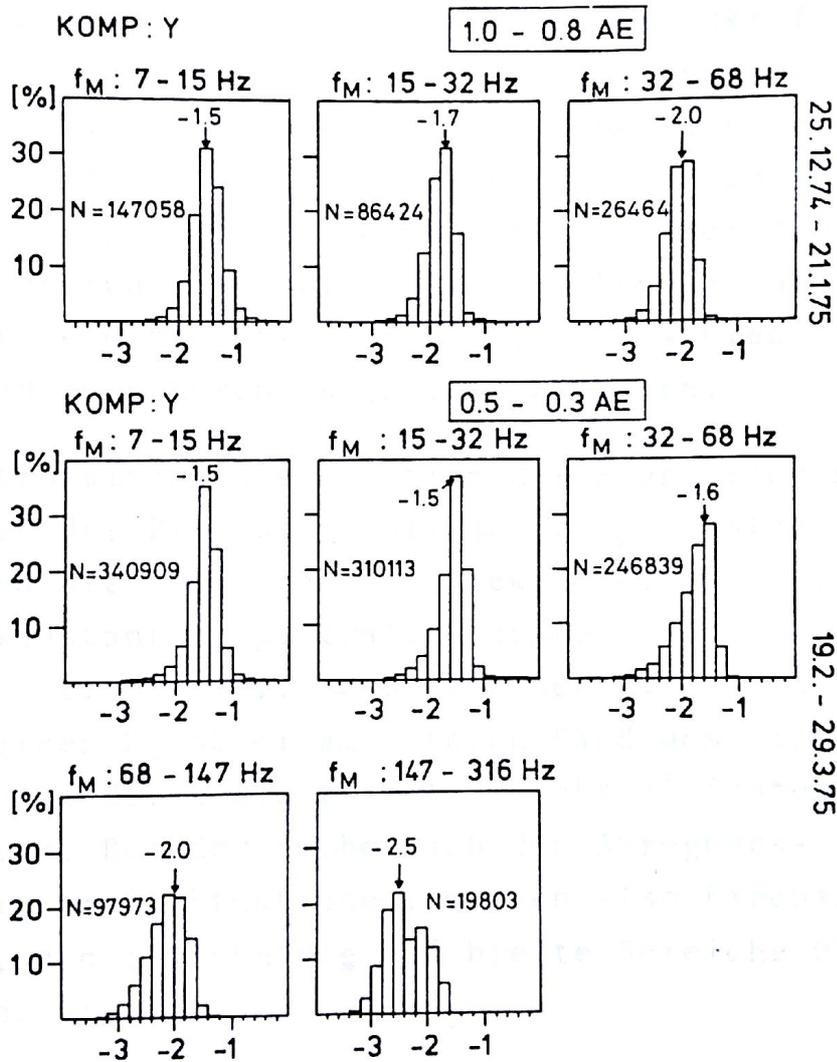 KOMP: Y
1.0 - 0.8 AE
[%]
f_M : 7 - 15 Hz
f_M : 15 - 32 Hz
f_M : 32 - 68 Hz
-1.5
-1.7
-2.0
30
20
10
N=147058
N=86424
N=26464
-3 -2 -1
-3 -2 -1
-3 -2 -1
25.12.74 - 21.1.75
KOMP: Y
0.5 - 0.3 AE
[%]
f_M : 7 - 15 Hz
f_M : 15 - 32 Hz
f_M : 32 - 68 Hz
-1.5
-1.5
-1.6
30
20
10
N=340909
N=310113
N=246839
-3 -2 -1
-3 -2 -1
-3 -2 -1
19.2. - 29.3.75
[%]
f_M : 68 - 147 Hz
f_M : 147 - 316 Hz
-2.0
-2.5
30
20
10
N=97973
N=19803
-3 -2 -1
-3 -2 -1